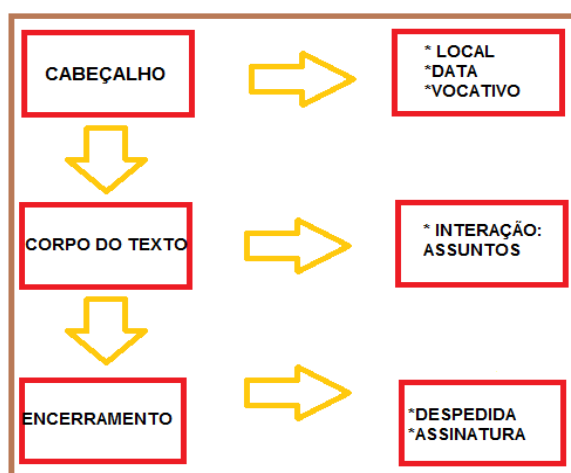 CABEÇALHO
* LOCAL
*DATA
*VOCATIVO
CORPO DO TEXTO
* INTERAÇÃO:
ASSUNTOS
ENCERRAMENTO
*DESPEDIDA
*ASSINATURA